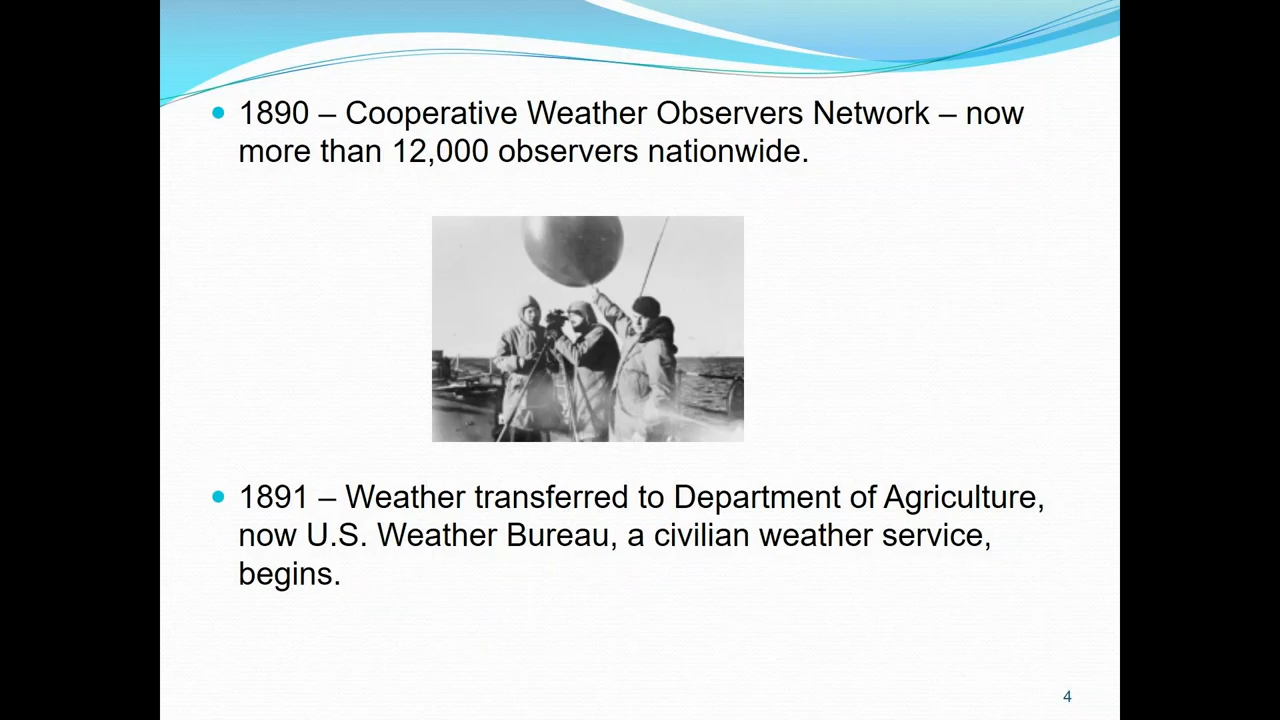 1890 – Cooperative Weather Observers Network – now
more than 12,000 observers nationwide.
1891 – Weather transferred to Department of Agriculture,
now U.S. Weather Bureau, a civilian weather service,
begins.
4